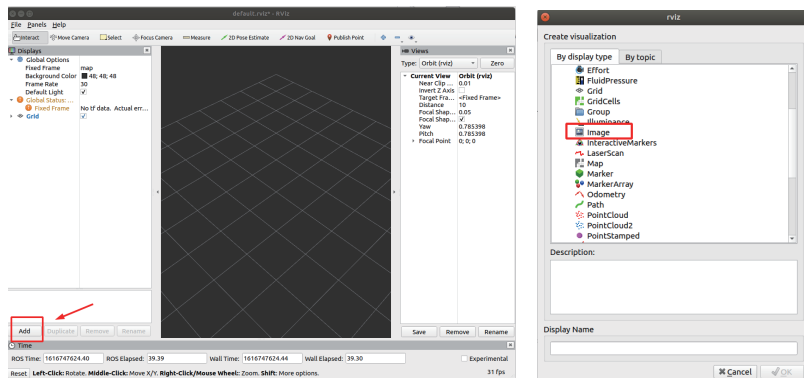 default.rviz* - RViz
File Panels Help
Interact Move Camera Select Focus Camera Measure 2D Pose Estimate 2D Nav Goal Publish Point
Displays
Global Options
Fixed Frame map
Background Color 48; 48; 48
Frame Rate 30
Default Light
Global Status: ...
Fixed Frame No tf data. Actual err...
Grid
Add Duplicate Remove Rename
Views
Type: Orbit (rviz) Zero
Current View Orbit (rviz)
Near Clip ... 0.01
Invert Z Axis
Target Fra... <Fixed Frame>
Distance 10
Focal Shap... 0.05
Focal Shap...
Yaw 0.785398
Pitch 0.785398
Focal Point 0; 0; 0
Save Remove Rename
Time
ROS Time: 1616747624.40 ROS Elapsed: 39.39 Wall Time: 1616747624.44 Wall Elapsed: 39.30 Experimental
Reset Left-Click: Rotate. Middle-Click: Move X/Y. Right-Click/Mouse Wheel: Zoom. Shift: More options. 31 fps
rviz
Create visualization
By display type By topic
Effort
FluidPressure
Grid
GridCells
Group
Illuminance
Image
InteractiveMarkers
LaserScan
Map
Marker
MarkerArray
Odometry
Path
PointCloud
PointCloud2
PointStamped
Description:
Display Name
Cancel OK